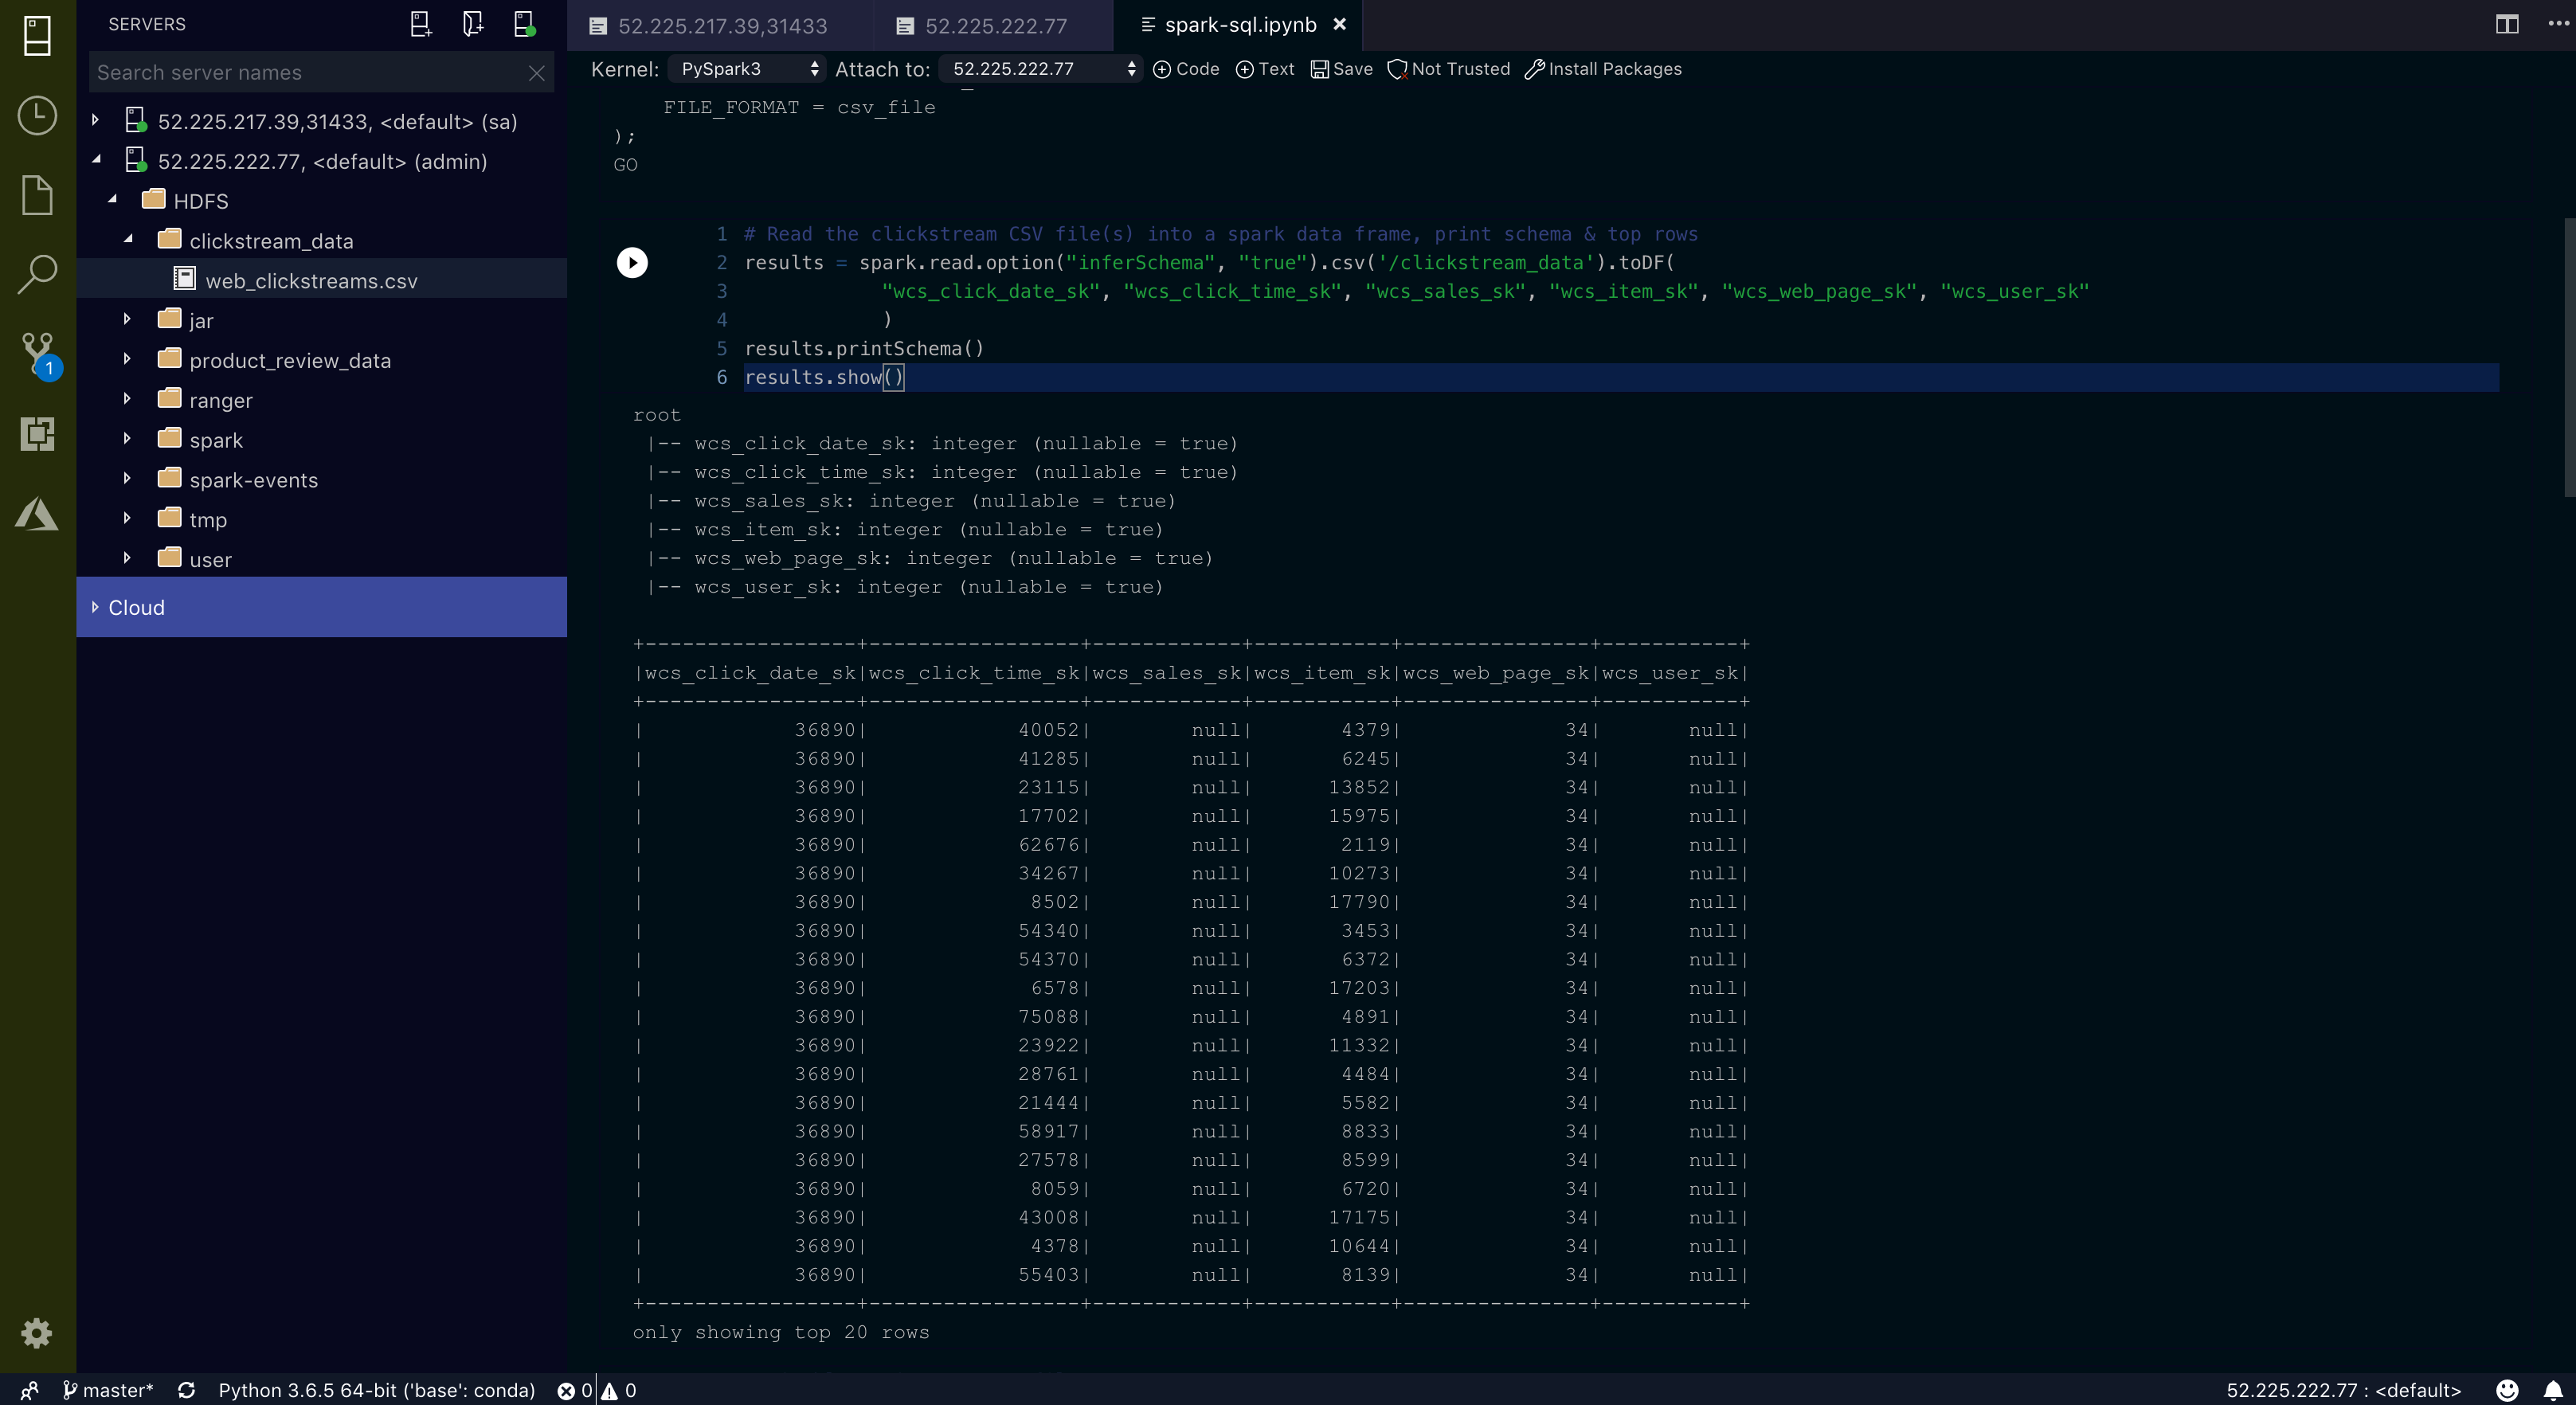 SERVERS
Search server names
52.225.217.39,31433, <default> (sa)
52.225.222.77, <default> (admin)
HDFS
clickstream_data
web_clickstreams.csv
jar
product_review_data
ranger
spark
spark-events
tmp
user
Cloud
1
52.225.217.39,31433
52.225.222.77
spark-sql.ipynb
Kernel: PySpark3 Attach to: 52.225.222.77 Code Text Save Not Trusted Install Packages
FILE_FORMAT = csv_file
);
GO
1 # Read the clickstream CSV file(s) into a spark data frame, print schema & top rows
2 results = spark.read.option("inferSchema", "true").csv('/clickstream_data').toDF(
3 "wcs_click_date_sk", "wcs_click_time_sk", "wcs_sales_sk", "wcs_item_sk", "wcs_web_page_sk", "wcs_user_sk"
4 )
5 results.printSchema()
6 results.show()
root
|-- wcs_click_date_sk: integer (nullable = true)
|-- wcs_click_time_sk: integer (nullable = true)
|-- wcs_sales_sk: integer (nullable = true)
|-- wcs_item_sk: integer (nullable = true)
|-- wcs_web_page_sk: integer (nullable = true)
|-- wcs_user_sk: integer (nullable = true)
+-----------------+-----------------+------------+-----------+---------------+-----------+
|wcs_click_date_sk|wcs_click_time_sk|wcs_sales_sk|wcs_item_sk|wcs_web_page_sk|wcs_user_sk|
+-----------------+-----------------+------------+-----------+---------------+-----------+
| 36890| 40052| null| 4379| 34| null|
| 36890| 41285| null| 6245| 34| null|
| 36890| 23115| null| 13852| 34| null|
| 36890| 17702| null| 15975| 34| null|
| 36890| 62676| null| 2119| 34| null|
| 36890| 34267| null| 10273| 34| null|
| 36890| 8502| null| 17790| 34| null|
| 36890| 54340| null| 3453| 34| null|
| 36890| 54370| null| 6372| 34| null|
| 36890| 6578| null| 17203| 34| null|
| 36890| 75088| null| 4891| 34| null|
| 36890| 23922| null| 11332| 34| null|
| 36890| 28761| null| 4484| 34| null|
| 36890| 21444| null| 5582| 34| null|
| 36890| 58917| null| 8833| 34| null|
| 36890| 27578| null| 8599| 34| null|
| 36890| 8059| null| 6720| 34| null|
| 36890| 43008| null| 17175| 34| null|
| 36890| 4378| null| 10644| 34| null|
| 36890| 55403| null| 8139| 34| null|
+-----------------+-----------------+------------+-----------+---------------+-----------+
only showing top 20 rows
master* Python 3.6.5 64-bit ('base': conda) 0 0 52.225.222.77 : <default>